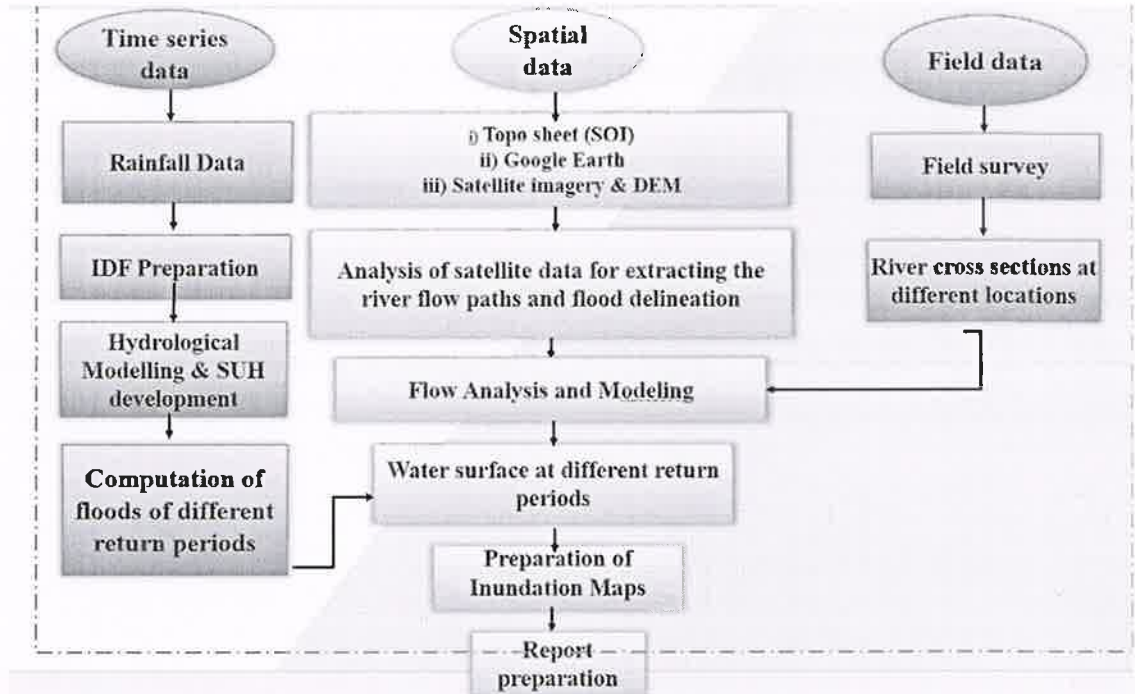 Time series
data
Rainfall Data
IDF Preparation
Hydrological
Modelling & SUH
development
Computation of
floods of different
return periods
Spatial
data
i) Topo sheet (SOI)
ii) Google Earth
iii) Satellite imagery & DEM
Analysis of satellite data for extracting the
river flow paths and flood delineation
Flow Analysis and Modeling
Water surface at different return
periods
Preparation of
Inundation Maps
Report
preparation
Field data
Field survey
River cross sections at
different locations